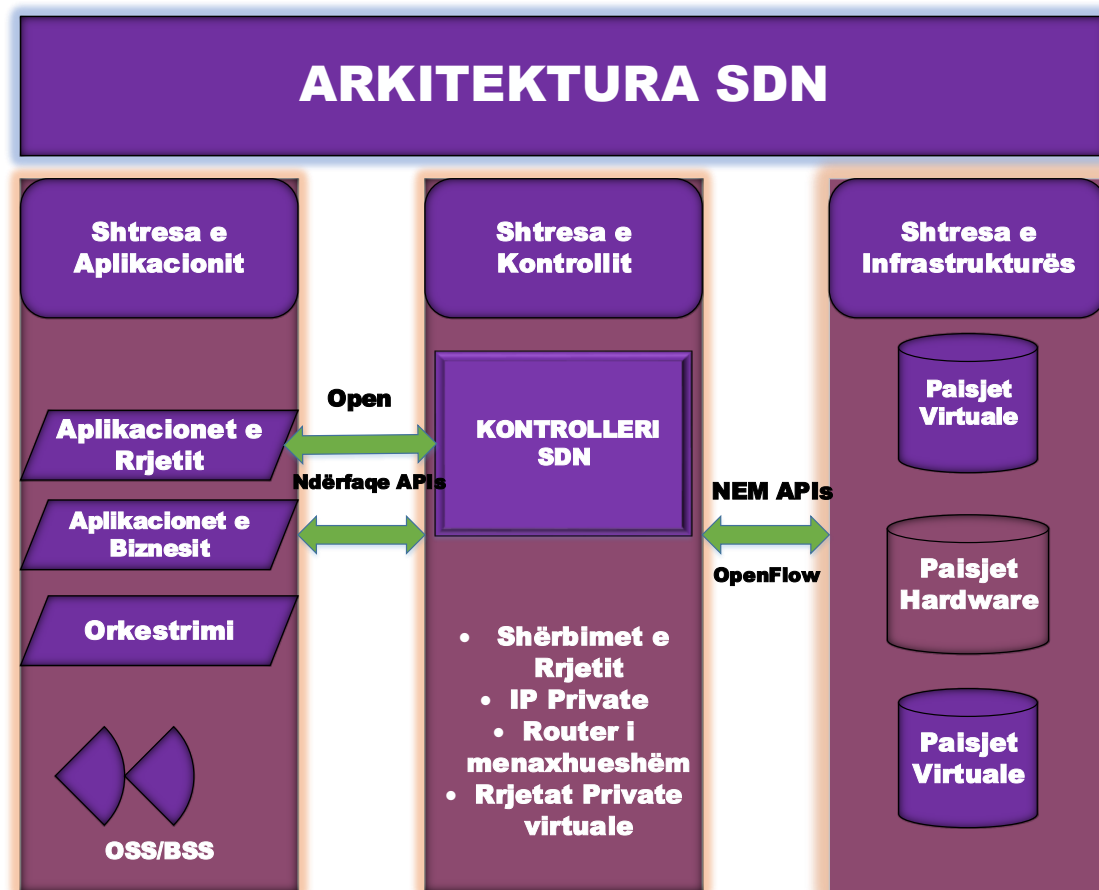 ARKITEKTURA SDN
Shtresa e
Aplikacionit
Aplikacionet e
Rrjetit
Aplikacionet e
Biznesit
Orkestrimi
OSS/BSS
Open
Ndërfaqe APIs
Shtresa e
Kontrollit
KONTROLLERI
SDN
• Shërbimet e
Rrjetit
• IP Private
• Router i
menaxhueshëm
• Rrjetat Private
virtuale
NEM APIs
OpenFlow
Shtresa e
Infrastrukturës
Paisjet
Virtuale
Paisjet
Hardware
Paisjet
Virtuale